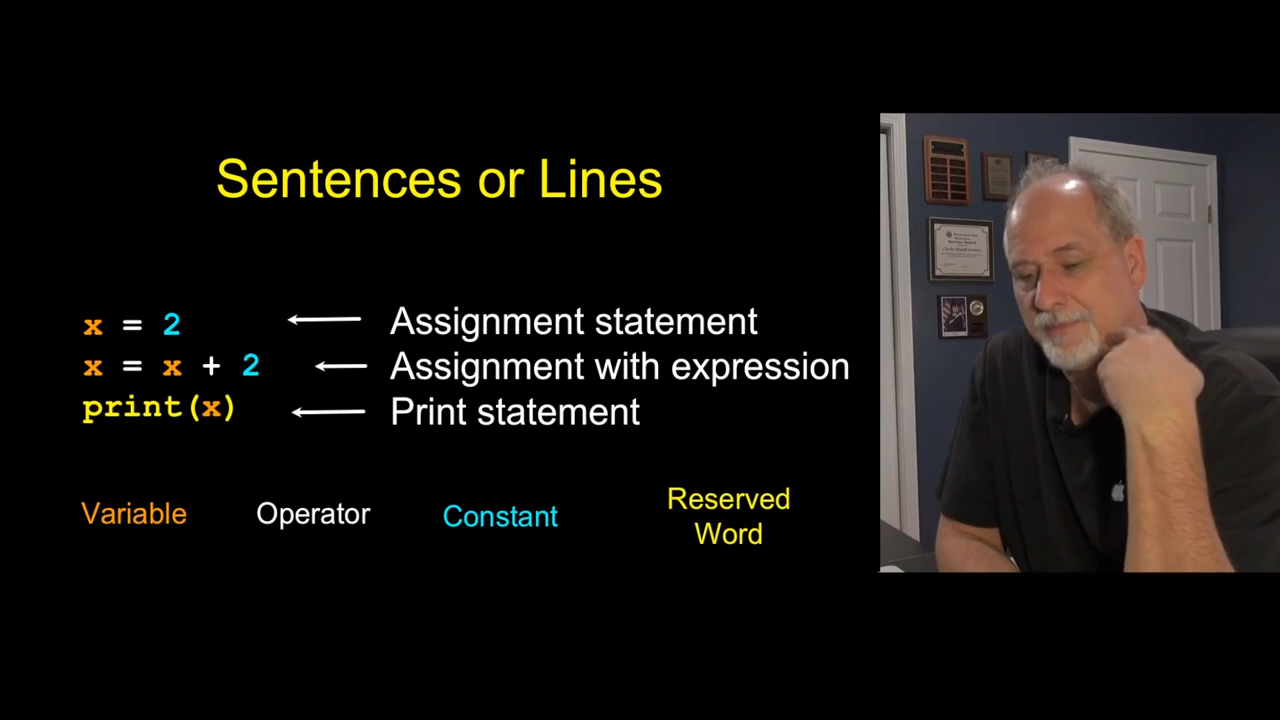 Sentences or Lines
x = 2
Assignment statement
x = x + 2
Assignment with expression
print(x)
Print statement
Variable
Operator
Constant
Reserved
Word